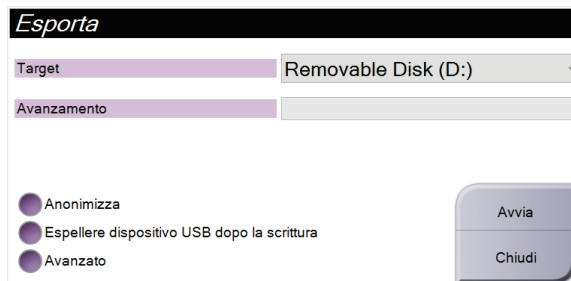 Esporta
Target Removable Disk (D:)
Avanzamento
Anonimizza
Espellere dispositivo USB dopo la scrittura
Avanzato
Avvia
Chiudi